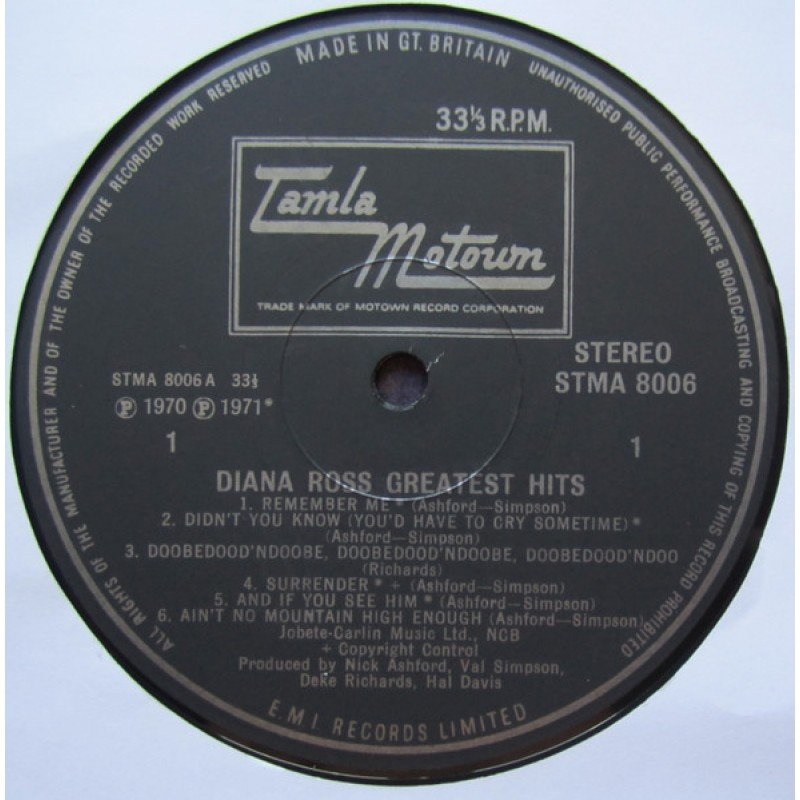 MADE IN GT. BRITAIN
UNAUTHORISED PUBLIC PERFORMANCE BROADCASTING AND COPYING OF THIS RECORD PROHIBITED
ALL RIGHTS OF THE MANUFACTURER AND OF THE OWNER OF THE RECORDED WORK RESERVED
33⅓ R.P.M.
Tamla
Motown
TRADE MARK OF MOTOWN RECORD CORPORATION
STEREO
STMA 8006
STMA 8006 A 33⅓
Ⓟ 1970 Ⓟ 1971*
1
1
DIANA ROSS GREATEST HITS
1. REMEMBER ME * (Ashford—Simpson)
2. DIDN'T YOU KNOW (YOU'D HAVE TO CRY SOMETIME) *
(Ashford—Simpson)
3. DOOBEDOOD'NDOOBE, DOOBEDOOD'NDOOBE, DOOBEDOOD'NDOO
(Richards)
4. SURRENDER * + (Ashford—Simpson)
5. AND IF YOU SEE HIM * (Ashford—Simpson)
6. AIN'T NO MOUNTAIN HIGH ENOUGH (Ashford—Simpson)
Jobete-Carlin Music Ltd., NCB
+ Copyright Control
Produced by Nick Ashford, Val Simpson,
Deke Richards, Hal Davis
E.M.I RECORDS LIMITED